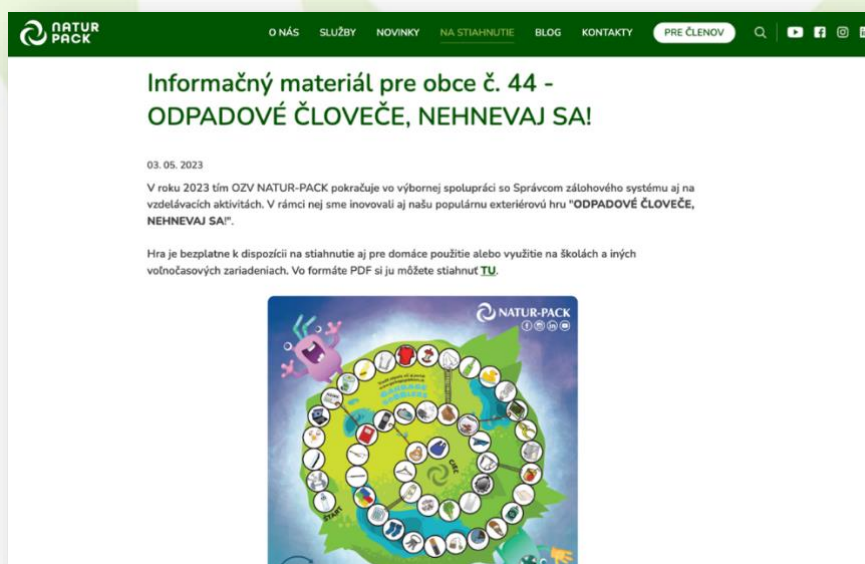 NATUR
PACK
O NÁS SLUŽBY NOVINKY NA STIAHNUTIE BLOG KONTAKTY PRE ČLENOV
Informačný materiál pre obce č. 44 -
ODPADOVÉ ČLOVEČE, NEHNEVAJ SA!
03. 05. 2023
V roku 2023 tím OZV NATUR-PACK pokračuje vo výbornej spolupráci so Správcom zálohového systému aj na
vzdelávacích aktivitách. V rámci nej sme inovovali aj našu populárnu exteriérovú hru "ODPADOVÉ ČLOVEČE,
NEHNEVAJ SA!".
Hra je bezplatne k dispozícii na stiahnutie aj pre domáce použitie alebo využitie na školách a iných
voľnočasových zariadeniach. Vo formáte PDF si ju môžete stiahnuť TU.
NATUR-PACK
CIEĽ
ŠTART